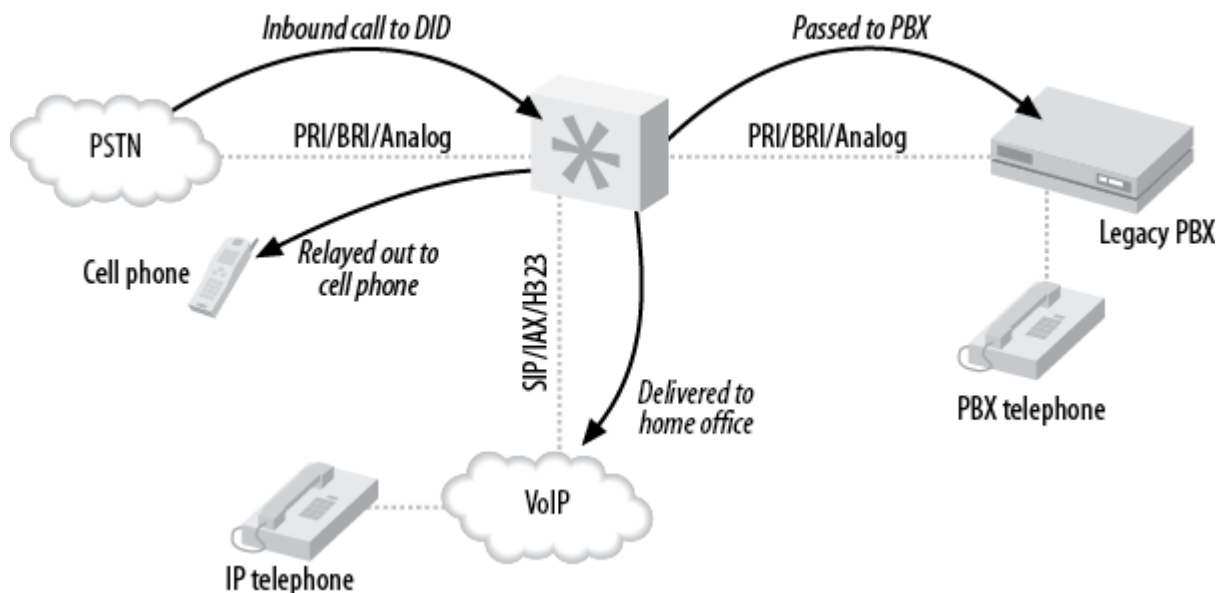 Inbound call to DID
Passed to PBX
PSTN
PRI/BRI/Analog
PRI/BRI/Analog
Legacy PBX
Cell phone
Relayed out to
cell phone
SIP/IAX/H323
Delivered to
home office
PBX telephone
VoIP
IP telephone